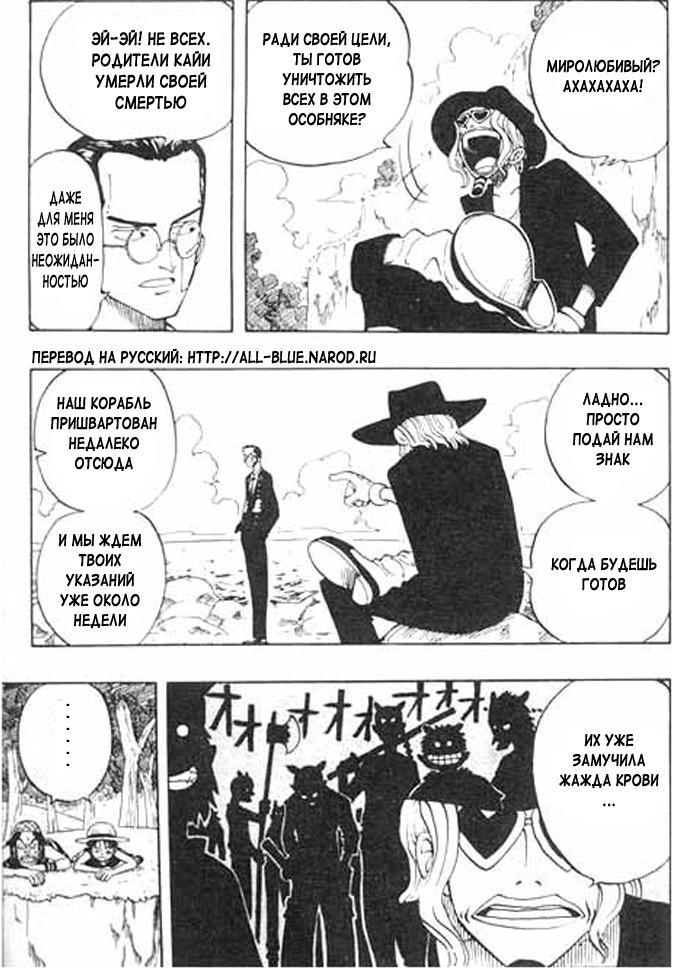 МИРОЛЮБИВЫЙ?
АХАХАХАХА!
РАДИ СВОЕЙ ЦЕЛИ,
ТЫ ГОТОВ
УНИЧТОЖИТЬ
ВСЕХ В ЭТОМ
ОСОБНЯКЕ?
ЭЙ-ЭЙ! НЕ ВСЕХ.
РОДИТЕЛИ КАЙИ
УМЕРЛИ СВОЕЙ
СМЕРТЬЮ
ДАЖЕ
ДЛЯ МЕНЯ
ЭТО БЫЛО
НЕОЖИДАН-
НОСТЬЮ
ПЕРЕВОД НА РУССКИЙ: HTTP://ALL-BLUE.NAROD.RU
ЛАДНО...
ПРОСТО
ПОДАЙ НАМ
ЗНАК
КОГДА БУДЕШЬ
ГОТОВ
НАШ КОРАБЛЬ
ПРИШВАРТОВАН
НЕДАЛЕКО
ОТСЮДА
И МЫ ЖДЕМ
ТВОИХ
УКАЗАНИЙ
УЖЕ ОКОЛО
НЕДЕЛИ
ИХ УЖЕ
ЗАМУЧИЛА
ЖАЖДА КРОВИ
...
オオオオオオオ
......